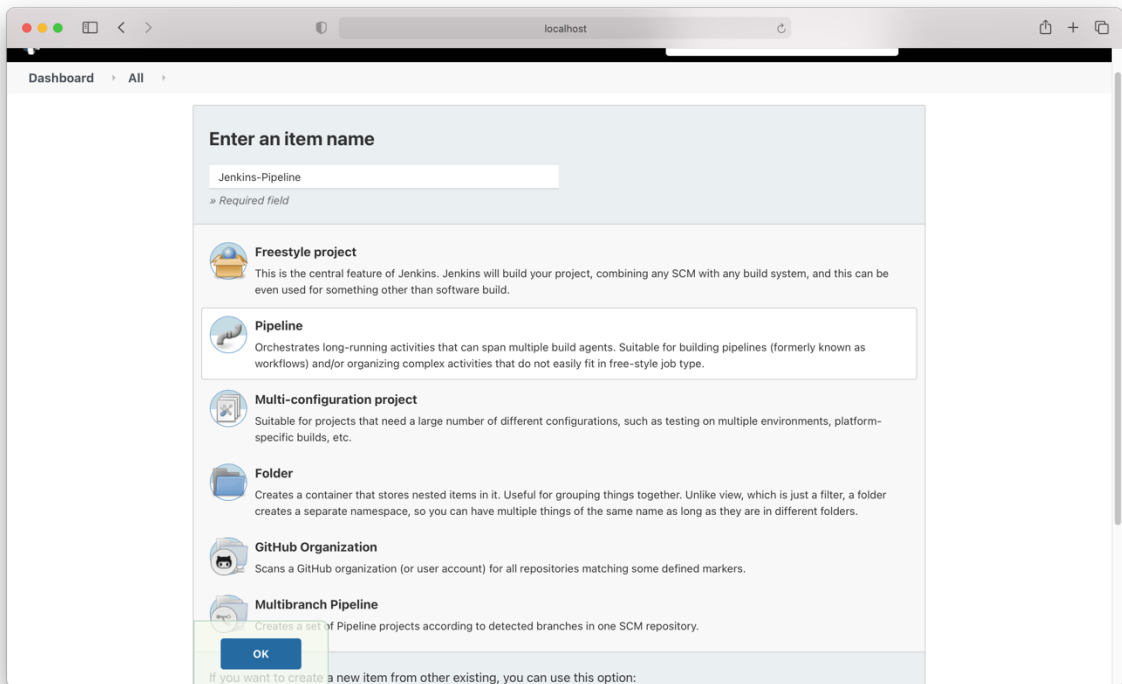 localhost
Dashboard
All
Enter an item name
Jenkins-Pipeline
» Required field
Freestyle project
This is the central feature of Jenkins. Jenkins will build your project, combining any SCM with any build system, and this can be
even used for something other than software build.
Pipeline
Orchestrates long-running activities that can span multiple build agents. Suitable for building pipelines (formerly known as
workflows) and/or organizing complex activities that do not easily fit in free-style job type.
Multi-configuration project
Suitable for projects that need a large number of different configurations, such as testing on multiple environments, platform-
specific builds, etc.
Folder
Creates a container that stores nested items in it. Useful for grouping things together. Unlike view, which is just a filter, a folder
creates a separate namespace, so you can have multiple things of the same name as long as they are in different folders.
GitHub Organization
Scans a GitHub organization (or user account) for all repositories matching some defined markers.
Multibranch Pipeline
Creates a set of Pipeline projects according to detected branches in one SCM repository.
OK
If you want to create a new item from other existing, you can use this option: